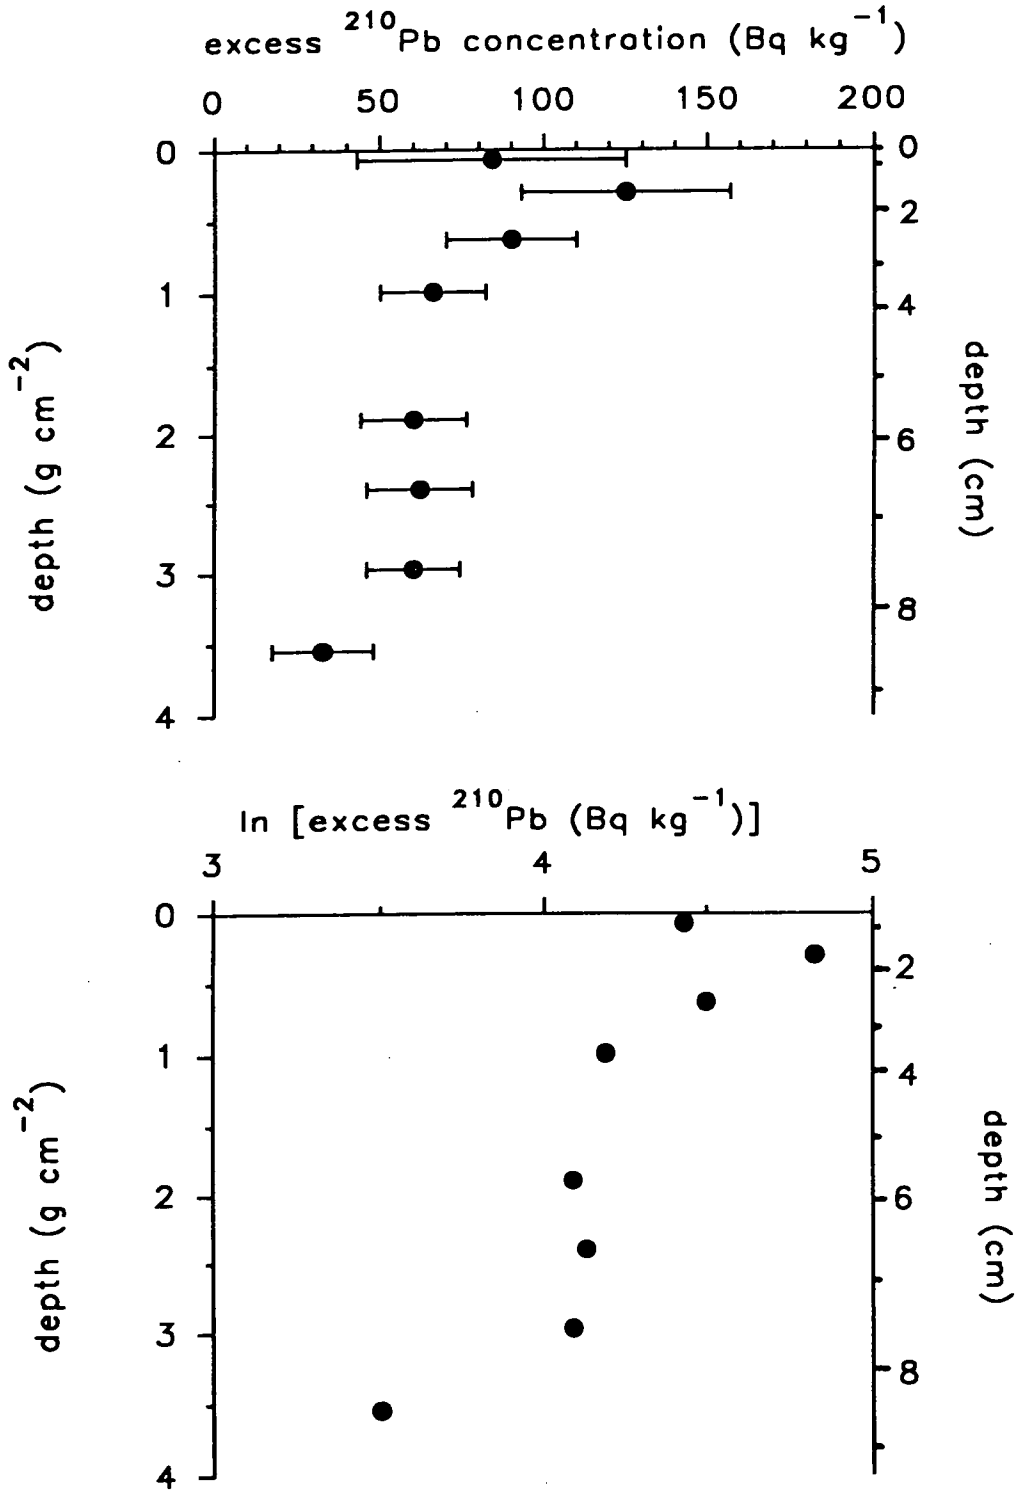 excess ²¹⁰Pb concentration (Bq kg⁻¹)
0 50 100 150 200
0 1 2 3 4
depth (g cm⁻²)
0 2 4 6 8
depth (cm)
ln [excess ²¹⁰Pb (Bq kg⁻¹)]
3 4 5
0 1 2 3 4
depth (g cm⁻²)
2 4 6 8
depth (cm)